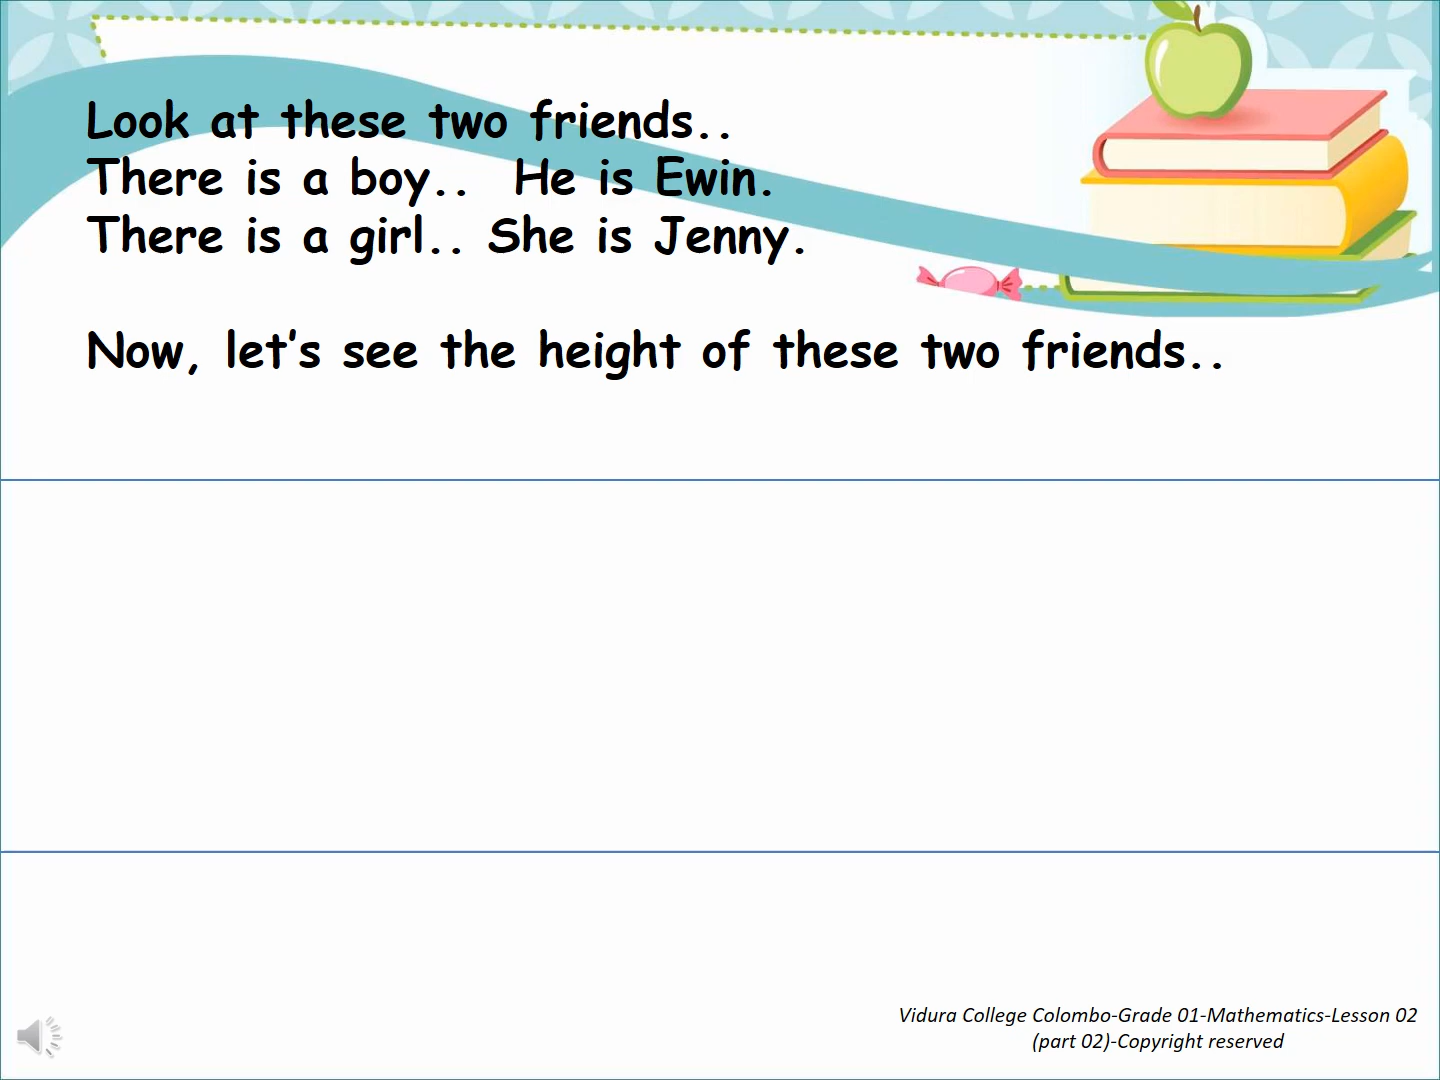 Look at these two friends..
There is a boy..  He is Ewin.
There is a girl.. She is Jenny.
Now, let’s see the height of these two friends..
Vidura College Colombo-Grade 01-Mathematics-Lesson 02
(part 02)-Copyright reserved